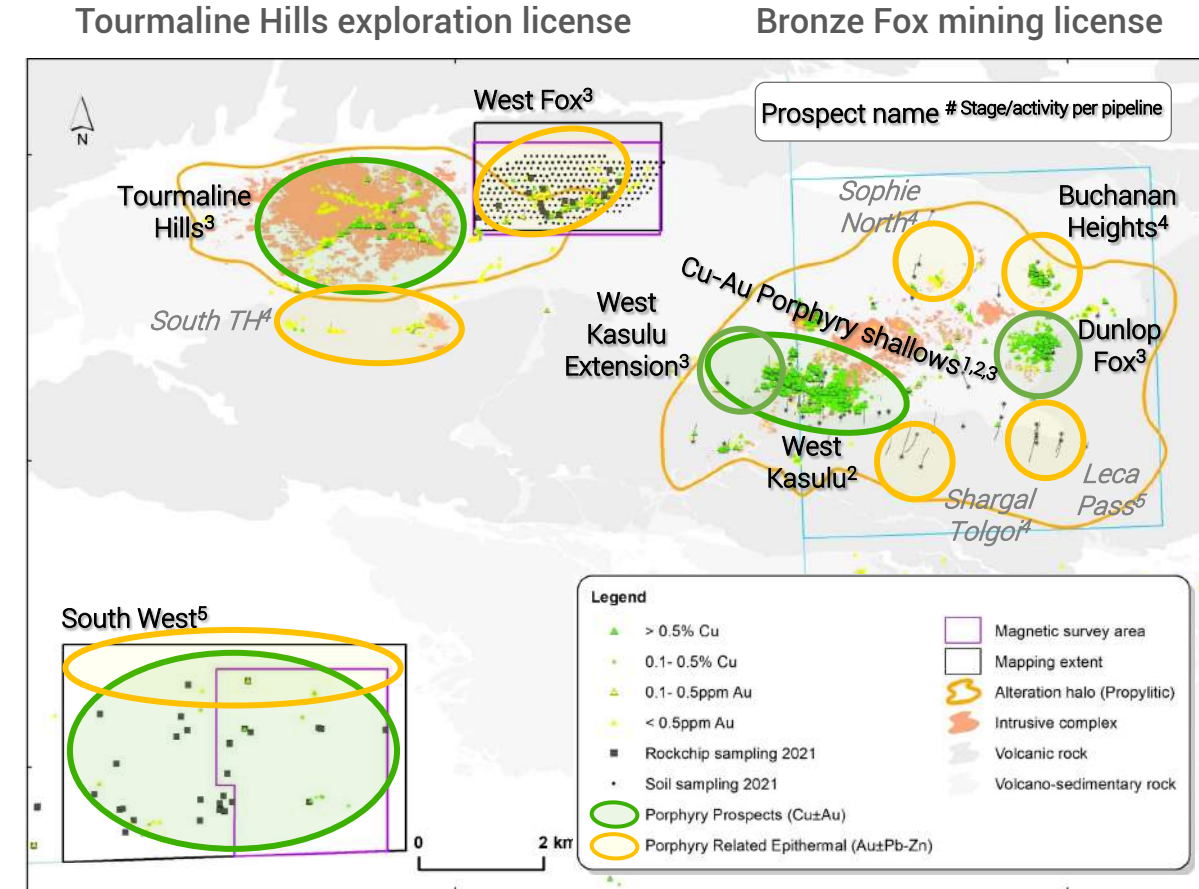 Tourmaline Hills exploration license
Bronze Fox mining license
N
West Fox³
Prospect name # Stage/activity per pipeline
Tourmaline
Hills³
Sophie
North⁴
Buchanan
Heights⁴
South TH⁴
West
Kasulu
Extension³
Cu-Au Porphyry shallows¹,²,³
Dunlop
Fox³
West
Kasulu²
Shargal
Tolgoi⁴
Leca
Pass⁵
South West⁵
0 2 km
Legend
> 0.5% Cu
0.1- 0.5% Cu
0.1- 0.5ppm Au
< 0.5ppm Au
Rockchip sampling 2021
Soil sampling 2021
Porphyry Prospects (Cu±Au)
Porphyry Related Epithermal (Au±Pb-Zn)
Magnetic survey area
Mapping extent
Alteration halo (Propylitic)
Intrusive complex
Volcanic rock
Volcano-sedimentary rock